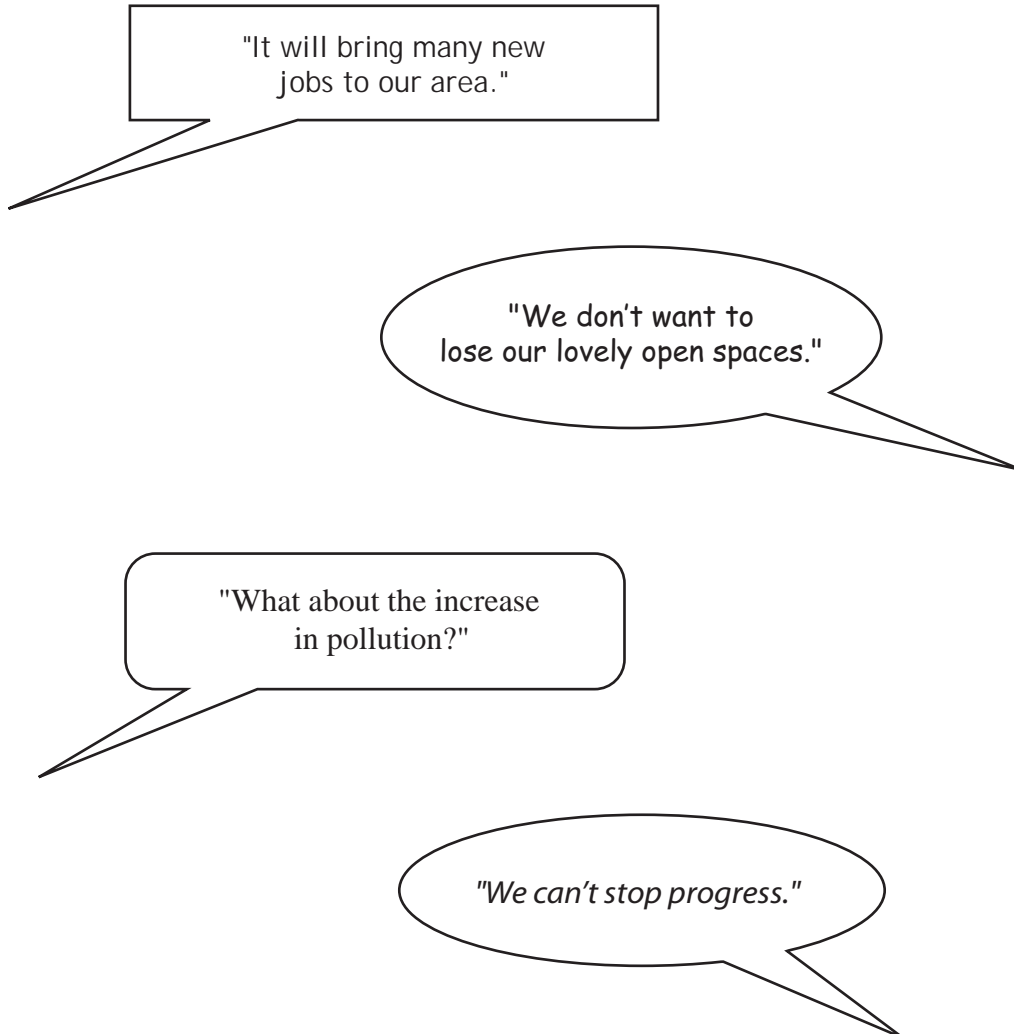 "It will bring many new
jobs to our area."
"We don't want to
lose our lovely open spaces."
"What about the increase
in pollution?"
"We can't stop progress."